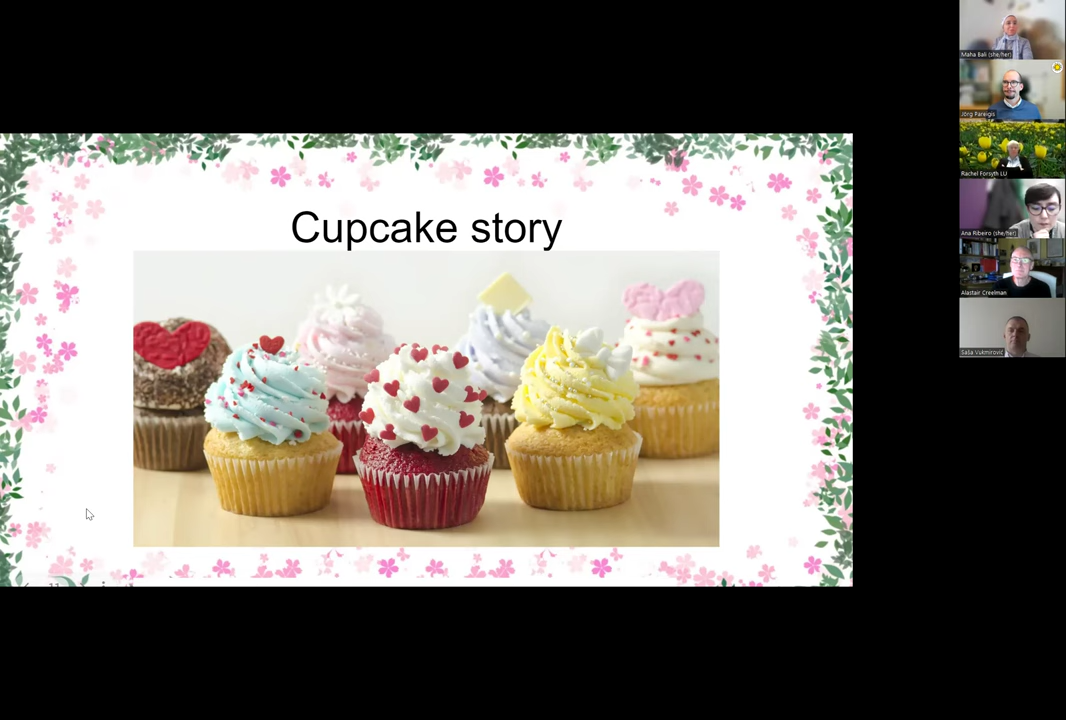 Cupcake story
Maha Bali (she/her)
Jörg Pareigis
Rachel Forsyth LU
Ana Ribeiro (she/her)
Alastair Creelman
Saša Vukmirović